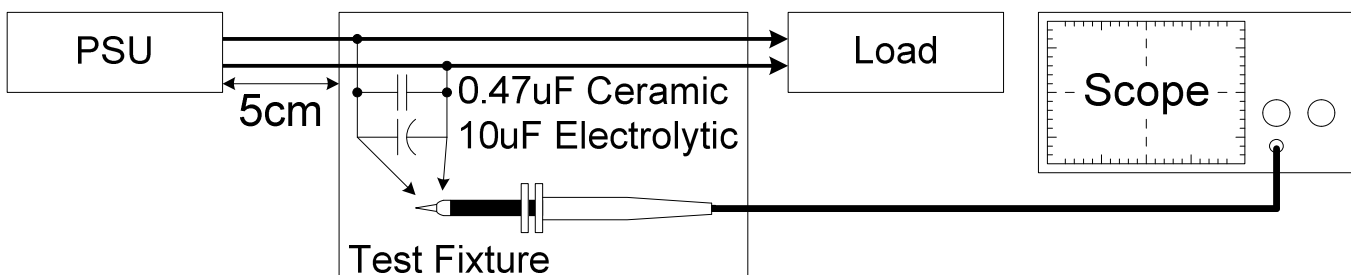 PSU
Load
Scope
5cm
0.47uF Ceramic
10uF Electrolytic
Test Fixture